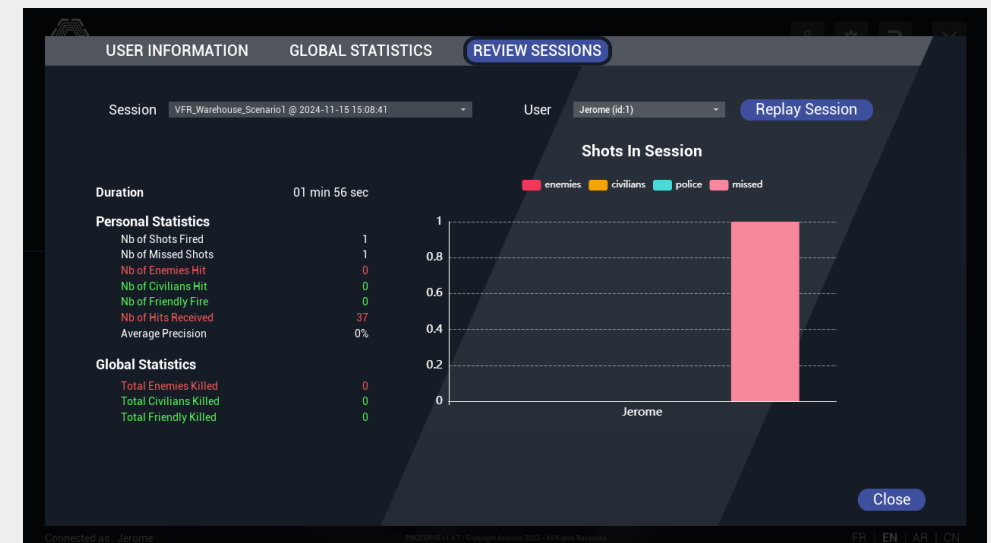 USER INFORMATION GLOBAL STATISTICS REVIEW SESSIONS
Session VFR_Warehouse_Scenario1 @ 2024-11-15 15:08:41 User Jerome (id:1) Replay Session
Shots In Session
enemies civilians police missed
Duration 01 min 56 sec
Personal Statistics
Nb of Shots Fired 1
Nb of Missed Shots 1
Nb of Enemies Hit 0
Nb of Civilians Hit 0
Nb of Friendly Fire 0
Nb of Hits Received 37
Average Precision 0%
Global Statistics
Total Enemies Killed 0
Total Civilians Killed 0
Total Friendly Killed 0
1
0.8
0.6
0.4
0.2
0
Jerome
Close
Connected as : Jerome
FR | EN | AR | CN